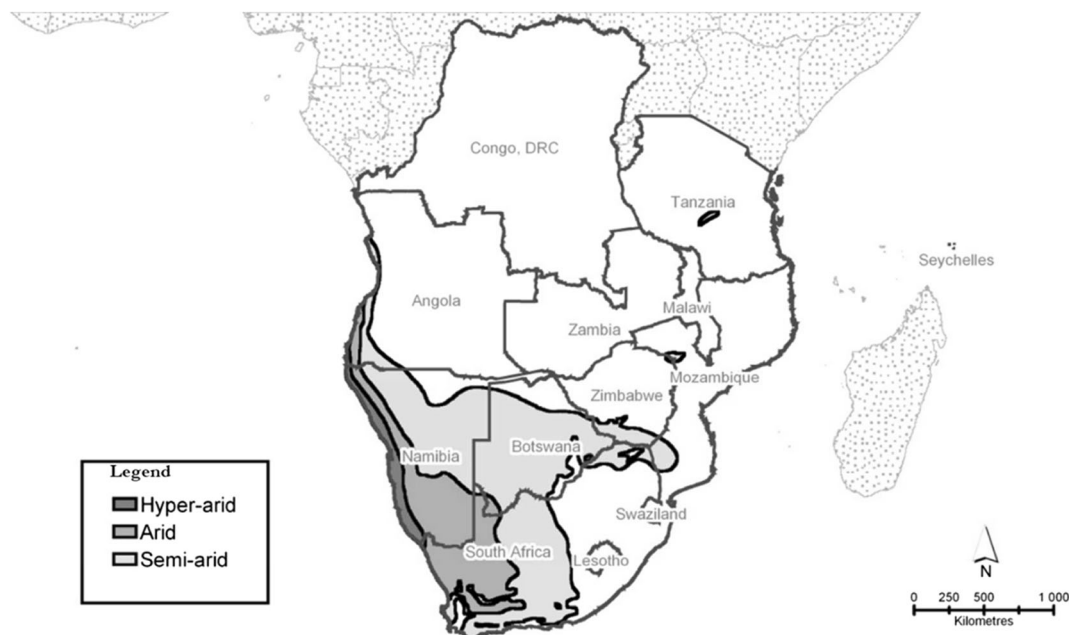 Congo, DRC
Tanzania
Seychelles
Angola
Malawi
Zambia
Mozambique
Zimbabwe
Namibia
Botswana
Swaziland
South Africa
Lesotho
Legend
Hyper-arid
Arid
Semi-arid
N
0 250 500 1 000
Kilometres